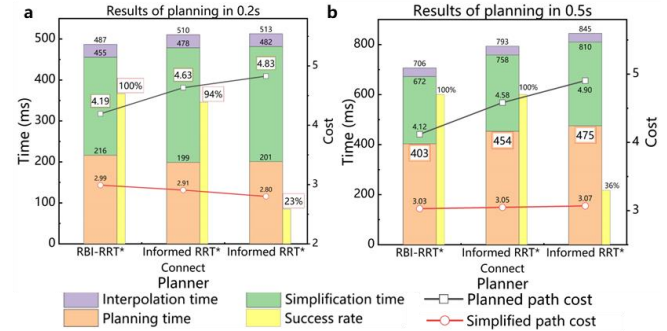 a
Results of planning in 0.2s
Time (ms)
500
400
300
200
100
0
487
455
216
4.19
2.99
100%
510
478
199
4.63
2.91
94%
513
482
201
4.83
2.80
23%
5
4
3
2
Cost
RBI-RRT*
Informed RRT*
Connect
Informed RRT*
Planner
b
Results of planning in 0.5s
Time (ms)
800
600
400
200
0
706
672
403
4.12
3.03
100%
793
758
454
4.58
3.05
100%
845
810
475
4.90
3.07
36%
5
4
3
Cost
RBI-RRT*
Informed RRT*
Connect
Informed RRT*
Planner
Interpolation time
Simplification time
Planned path cost
Planning time
Success rate
Simplified path cost